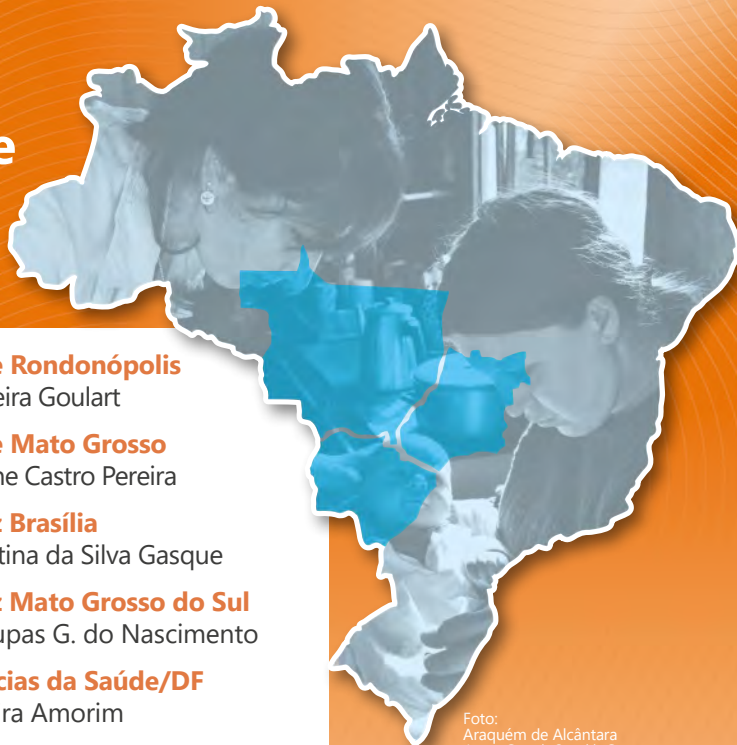 e
e Rondonópolis
eira Goulart
e Mato Grosso
ne Castro Pereira
z Brasília
tina da Silva Gasque
z Mato Grosso do Sul
upas G. do Nascimento
cias da Saúde/DF
ra Amorim
Foto:
Araquém de Alcântara